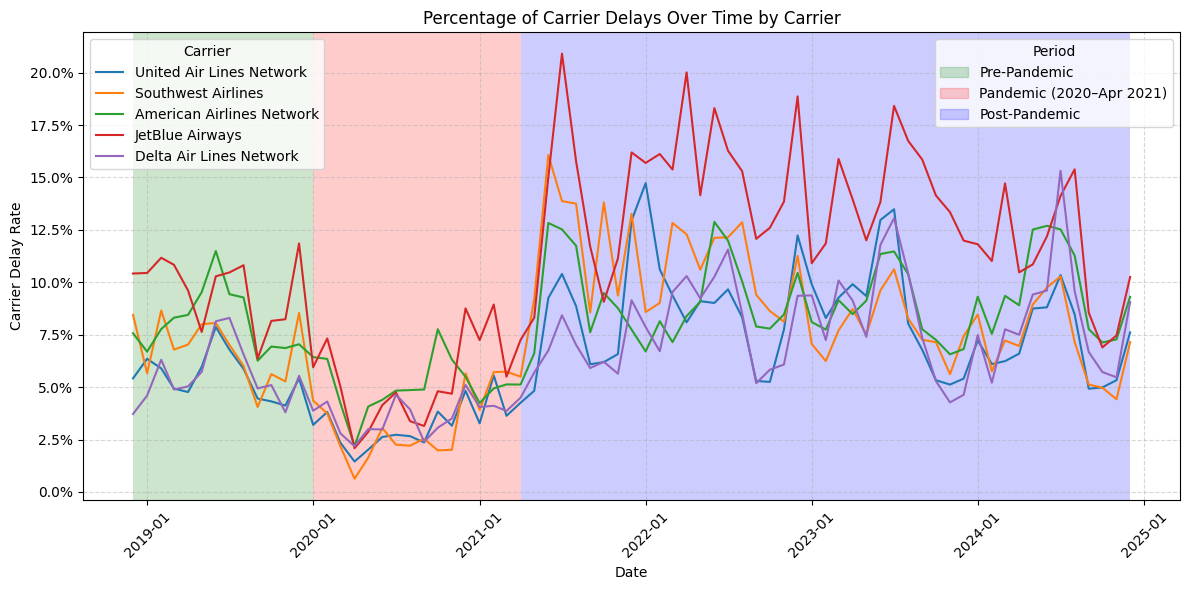 Percentage of Carrier Delays Over Time by Carrier
Carrier
United Air Lines Network
Southwest Airlines
American Airlines Network
JetBlue Airways
Delta Air Lines Network
Period
Pre-Pandemic
Pandemic (2020–Apr 2021)
Post-Pandemic
Carrier Delay Rate
20.0%
17.5%
15.0%
12.5%
10.0%
7.5%
5.0%
2.5%
0.0%
2019-01
2020-01
2021-01
2022-01
2023-01
2024-01
2025-01
Date